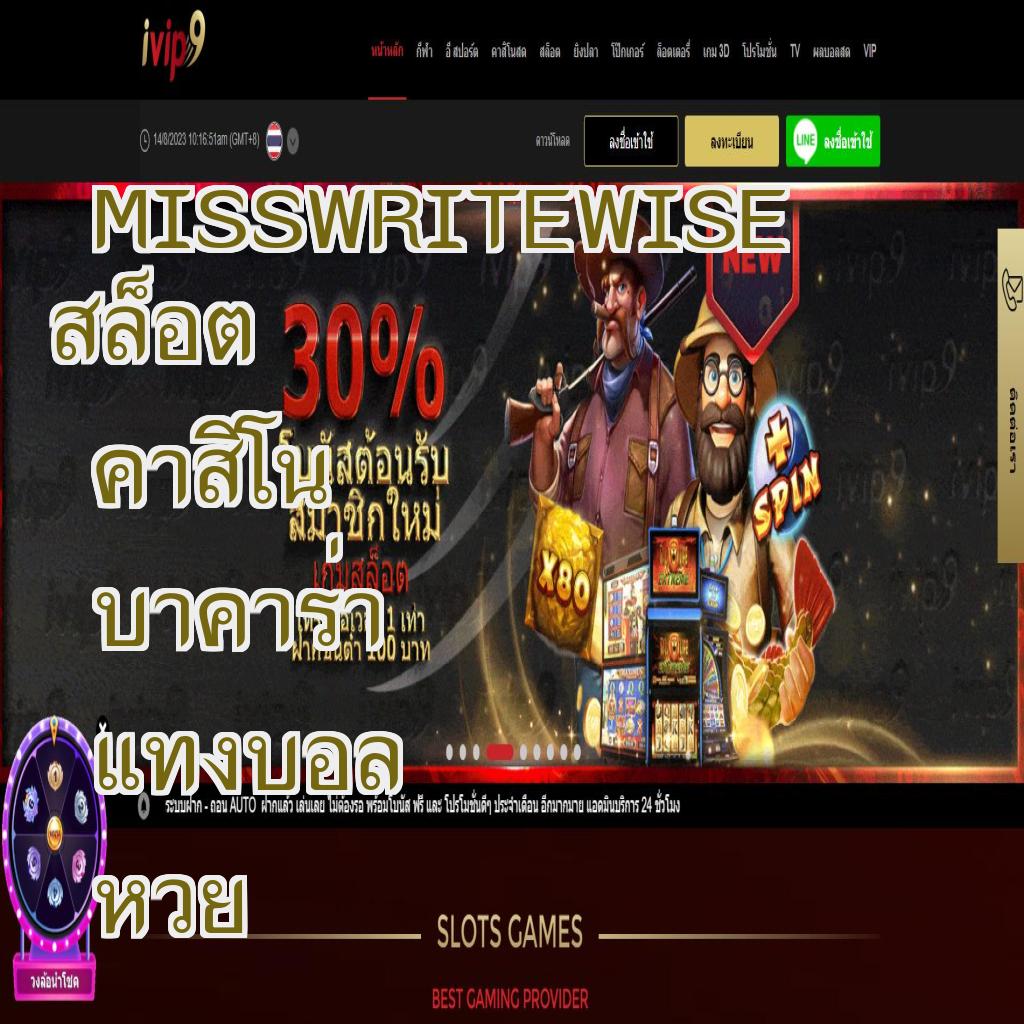 ivip9
หน้าหลัก กีฬา อีสปอร์ต คาสิโนสด สล็อต ยิงปลา โป๊กเกอร์ ล็อตเตอรี่ เกม 3D โปรโมชั่น TV ผลบอลสด VIP
14/8/2023 10:16:51am (GMT+8) ดาวน์โหลด ลงชื่อเข้าใช้ ลงทะเบียน LINE ลงชื่อเข้าใช้
MISSWRITEWISE
NEW
สล็อต
30%
คาสิโน
โบนัสต้อนรับ
สมาชิกใหม่
ติดต่อเรา
+ SPIN
X80
EXTREME
เกมสล็อต
บาคาร่า
1 เท่า
ฝากขั้นต่ำ 100 บาท
แทงบอล
ระบบฝาก - ถอน AUTO ฝากแล้ว เล่นเลย ไม่ต้องรอ พร้อมโบนัส ฟรี และ โปรโมชั่นดีๆ ประจำเดือน อีกมากมาย แอดมินบริการ 24 ชั่วโมง
หวย
SLOTS GAMES
วงล้อนำโชค
BEST GAMING PROVIDER